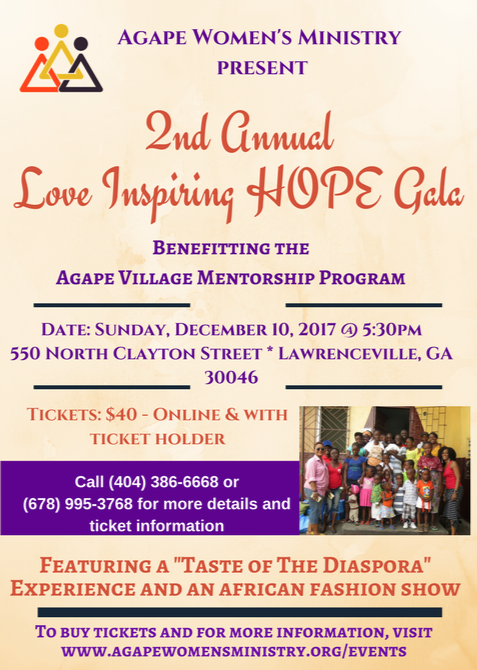 Agape Women's Ministry
present
2nd Annual
Love Inspiring HOPE Gala
Benefitting the
Agape Village Mentorship Program
Date: Sunday, December 10, 2017 @ 5:30pm
550 North Clayton Street * Lawrenceville, GA
30046
Tickets: $40 - Online & with
ticket holder
Call (404) 386-6668 or
(678) 995-3768 for more details and
ticket information
Featuring a "Taste of The Diaspora"
Experience and an african fashion show
To buy tickets and for more information, visit
www.agapewomensministry.org/events